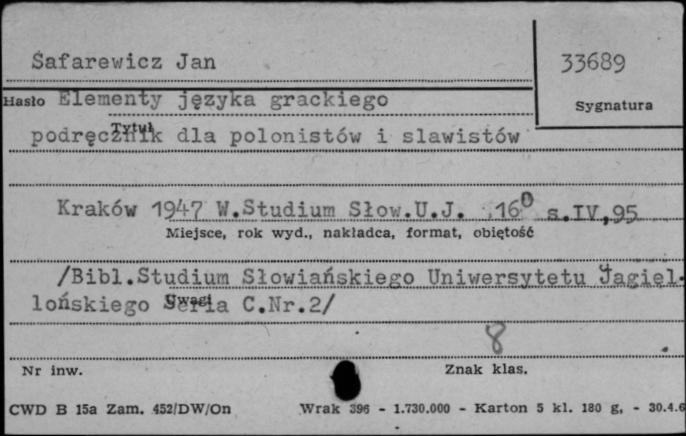 Safarewicz Jan
33689
Hasło Elementy języka grackiego
Sygnatura
Tytuł
podręcznik dla polonistów i slawistów
Kraków 1947 W.Studium Słow.U.J. 16⁰ s.IV,95
Miejsce, rok wyd., nakładca, format, objętość
/Bibl.Studium Słowiańskiego Uniwersytetu Jagiel-
Uwagi
lońskiego Seria C.Nr.2/
8
Nr inw.
Znak klas.
CWD B 15a Zam. 452/DW/On Wrak 396 - 1.730.000 - Karton 5 kl. 180 g, - 30.4.6